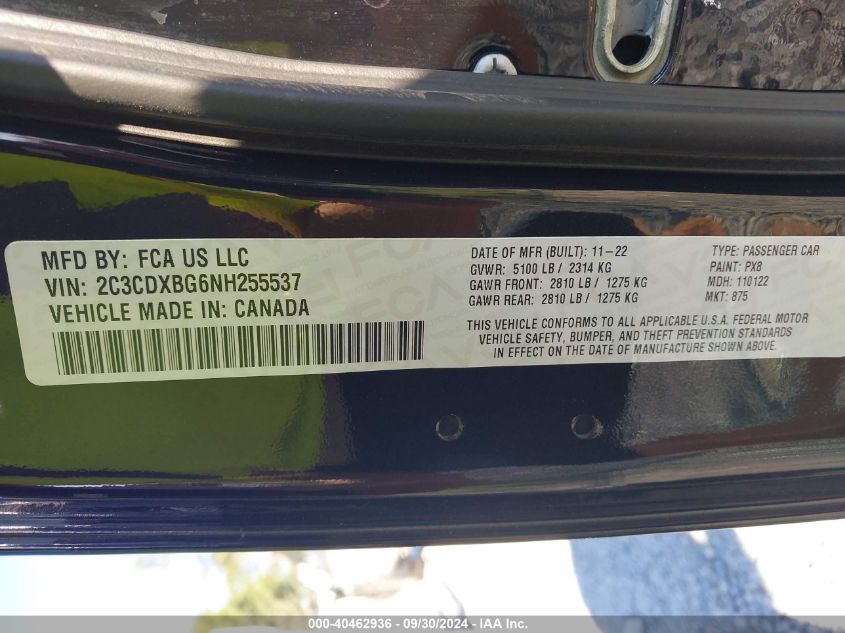 MFD BY: FCA US LLC
VIN: 2C3CDXBG6NH255537
VEHICLE MADE IN: CANADA
DATE OF MFR (BUILT): 11-22
GVWR: 5100 LB / 2314 KG
GAWR FRONT: 2810 LB / 1275 KG
GAWR REAR: 2810 LB / 1275 KG
TYPE: PASSENGER CAR
PAINT: PX8
MDH: 110122
MKT: 875
THIS VEHICLE CONFORMS TO ALL APPLICABLE U.S.A. FEDERAL MOTOR
VEHICLE SAFETY, BUMPER, AND THEFT PREVENTION STANDARDS
IN EFFECT ON THE DATE OF MANUFACTURE SHOWN ABOVE.
000-40462936 - 09/30/2024 - IAA Inc.